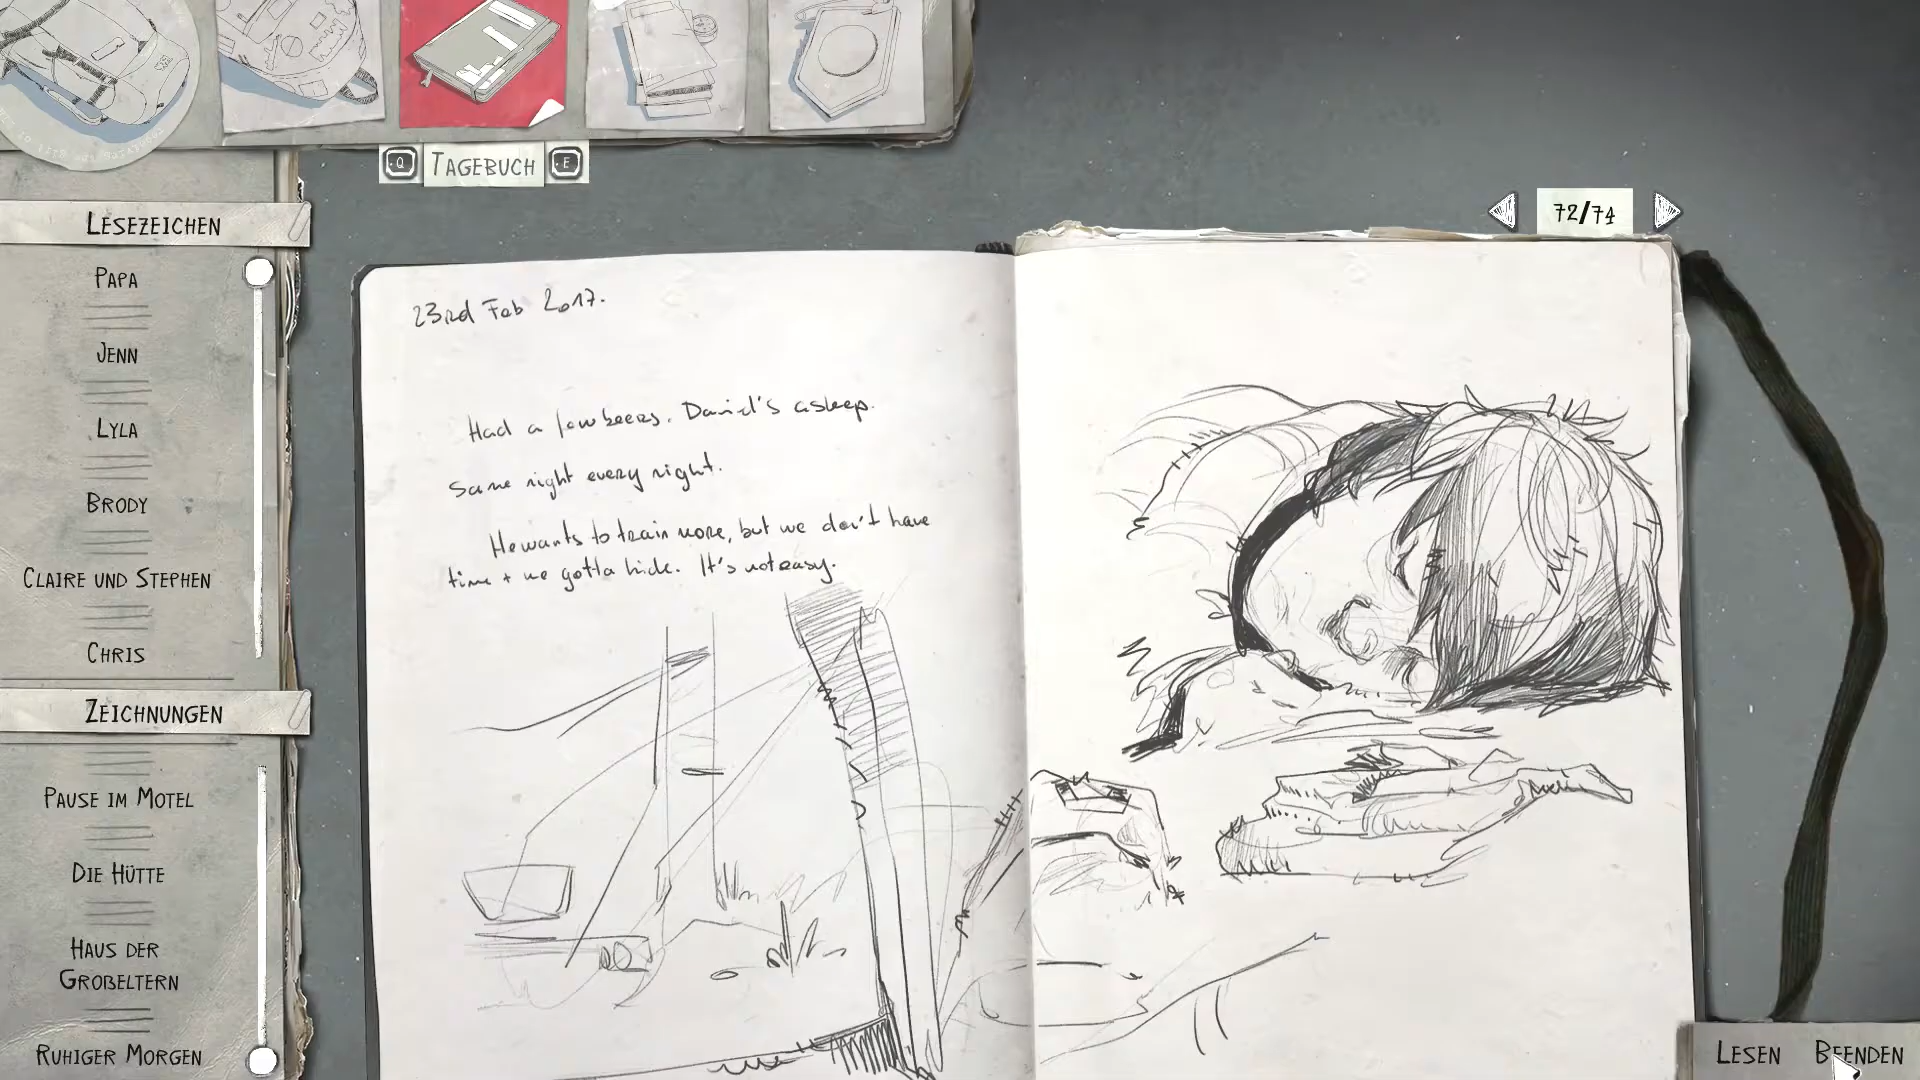 Q TAGEBUCH E
LESEZEICHEN
PAPA
JENN
LYLA
BRODY
CLAIRE UND STEPHEN
CHRIS
ZEICHNUNGEN
PAUSE IM MOTEL
DIE HÜTTE
HAUS DER
GROẞELTERN
RUHIGER MORGEN
72/74
23rd Feb 2017.
Had a few beers. Daniel's asleep.
Same night every night.
He wants to train more, but we don't have
time + we gotta hide. It's not easy.
LESEN BEENDEN